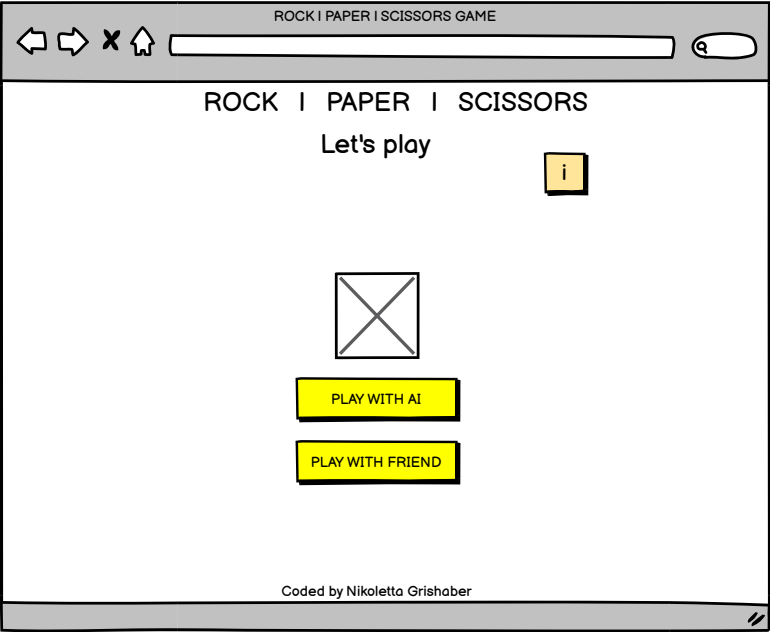 ROCK | PAPER | SCISSORS GAME
ROCK | PAPER | SCISSORS
Let's play
i
PLAY WITH AI
PLAY WITH FRIEND
Coded by Nikoletta Grishaber